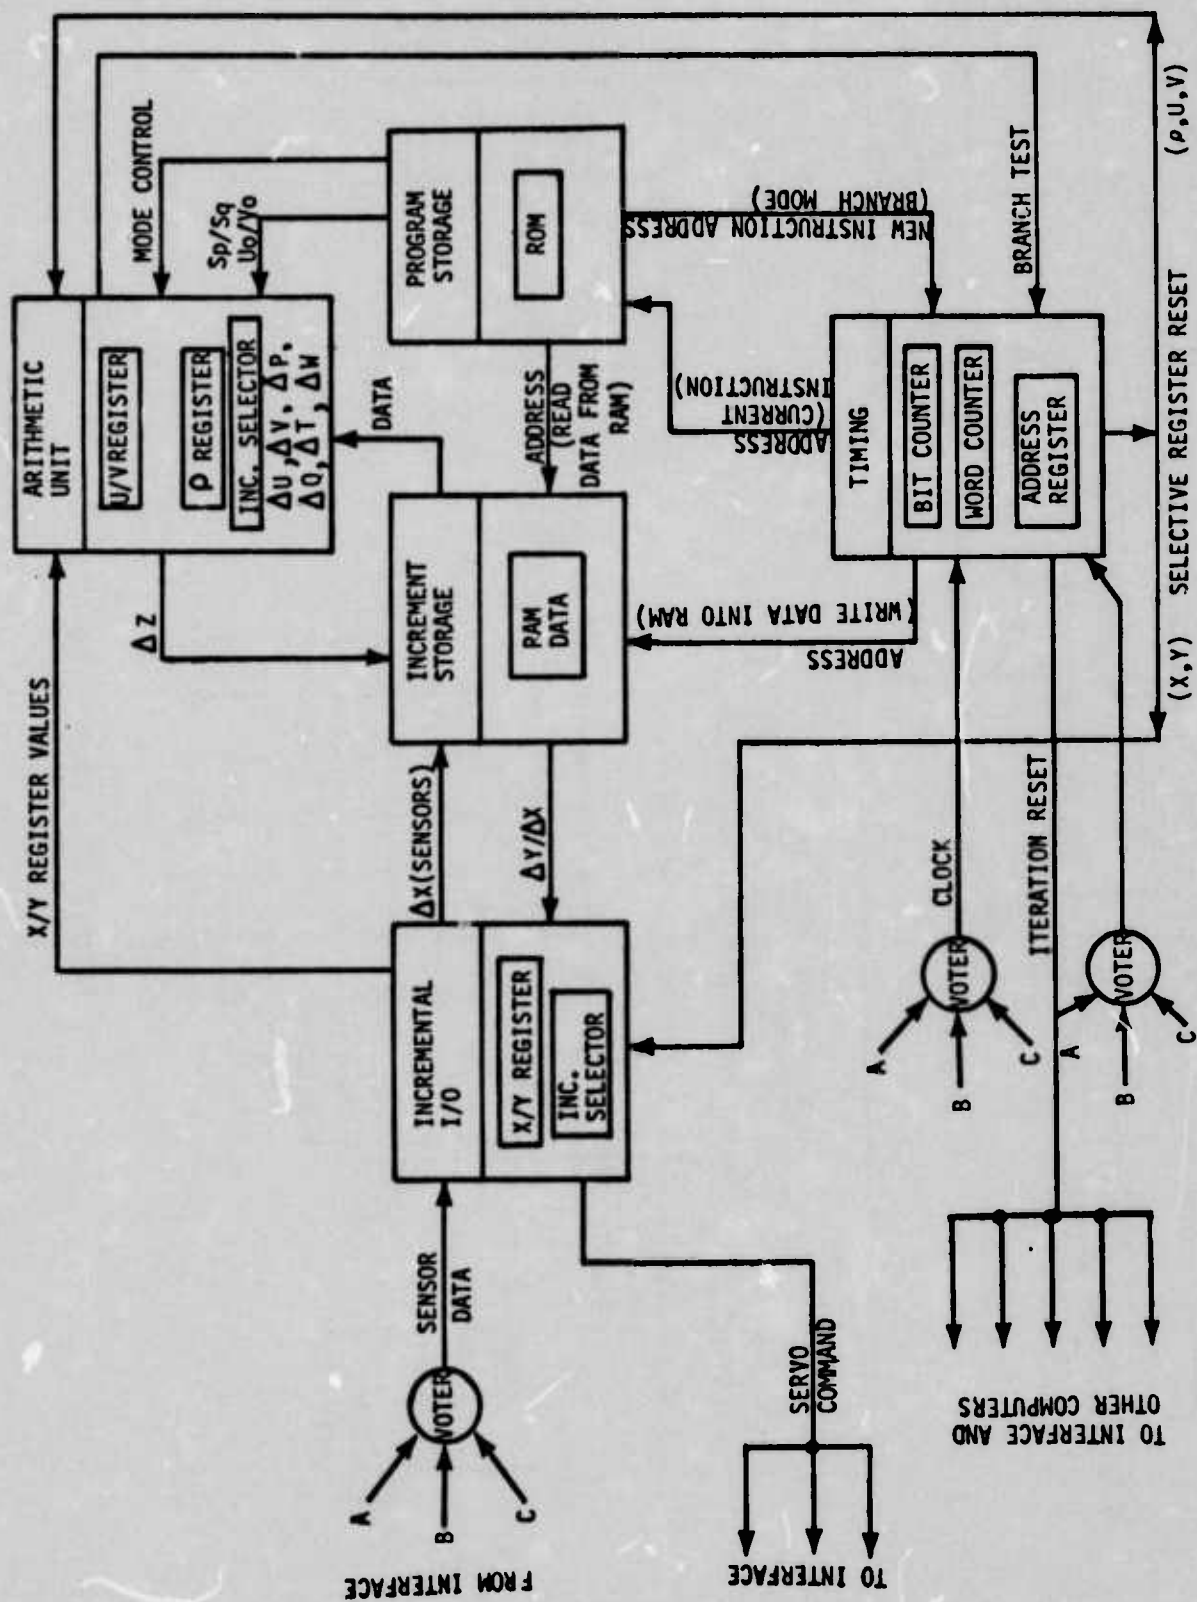 X/Y REGISTER VALUES
ARITHMETIC
UNIT
U/VREGISTER
ρ REGISTER
INC. SELECTOR
ΔU,ΔV, ΔP,
ΔQ,ΔT,ΔW
MODE CONTROL
Sp/Sq
Uo/Yo
ΔZ
DATA
FROM INTERFACE
A
B
C
VOTER
SENSOR
DATA
INCREMENTAL
I/O
X/Y REGISTER
INC.
SELECTOR
ΔX(SENSORS)
ΔY/ΔX
INCREMENT
STORAGE
PAM
DATA
ADDRESS
(READ
DATA FROM
RAM)
PROGRAM
STORAGE
ROM
TO INTERFACE
SERVO
COMMAND
ADDRESS
(WRITE DATA INTO RAM)
ADDRESS
(CURRENT
INSTRUCTION)
NEW INSTRUCTION ADDRESS
(BRANCH MODE)
A
B
C
VOTER
CLOCK
TIMING
BIT COUNTER
WORD COUNTER
ADDRESS
REGISTER
BRANCH TEST
TO INTERFACE AND
OTHER COMPUTERS
ITERATION RESET
A
B
C
VOTER
(X,Y)
SELECTIVE REGISTER RESET
(ρ,U,V)